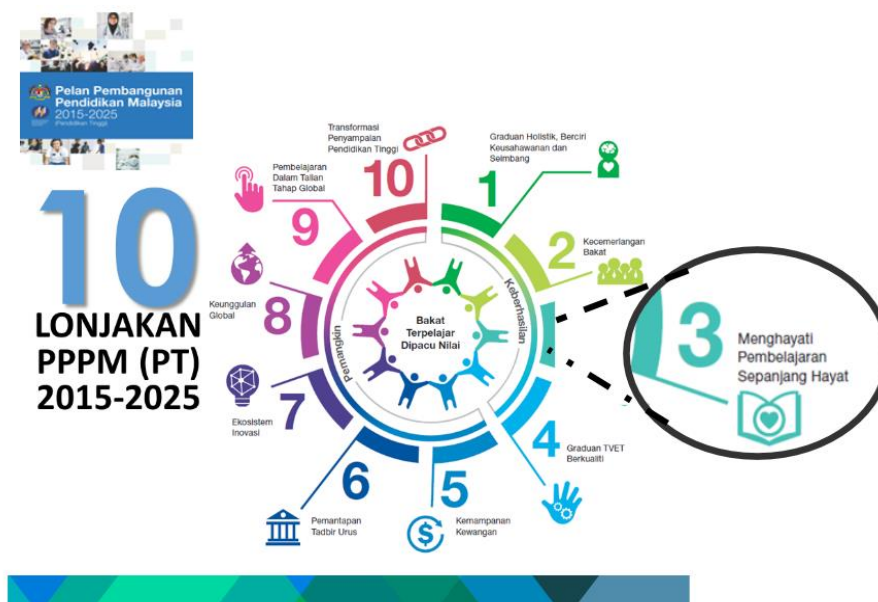 Pelan Pembangunan
Pendidikan Malaysia
2015-2025
(Pendidikan Tinggi)
10
LONJAKAN
PPPM (PT)
2015-2025
1
Graduan Holistik, Berciri
Keusahawanan dan
Seimbang
2
Kecemerlangan
Bakat
3
Menghayati
Pembelajaran
Sepanjang Hayat
4
Graduan TVET
Berkualiti
5
Kemampanan
Kewangan
6
Pemantapan
Tadbir Urus
7
Ekosistem
Inovasi
8
Keunggulan
Global
9
Pembelajaran
Dalam Talian
Tahap Global
10
Transformasi
Penyampaian
Pendidikan Tinggi
Pemangkin
Keberhasilan
Bakat
Terpelajar
Dipacu Nilai
$